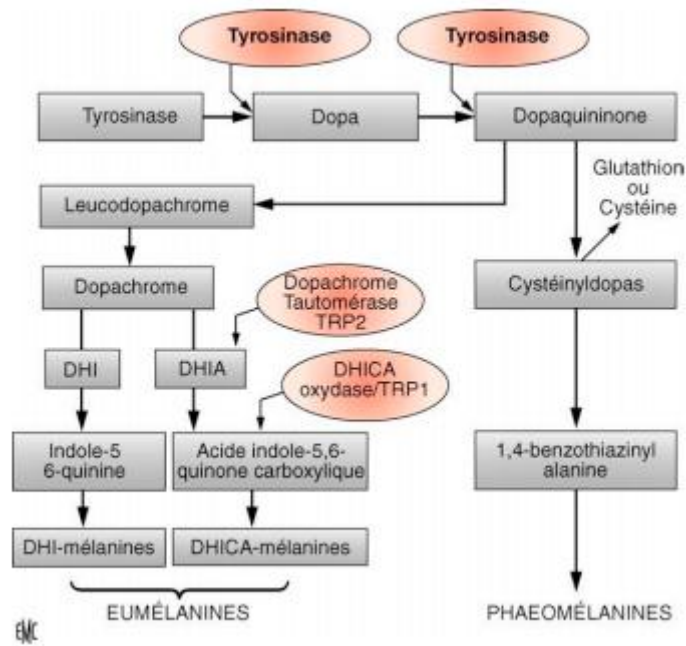 Tyrosinase
Tyrosinase
Tyrosinase
Dopa
Dopaquininone
Glutathion
ou
Cystéine
Leucodopachrome
Dopachrome
Dopachrome
Tautomérase
TRP2
Cystéinyldopas
DHI
DHIA
DHICA
oxydase/TRP1
Indole-5
6-quinine
Acide indole-5,6-
quinone carboxylique
1,4-benzothiazinyl
alanine
DHI-mélanines
DHICA-mélanines
EUMÉLANINES
PHAEOMÉLANINES
EMC